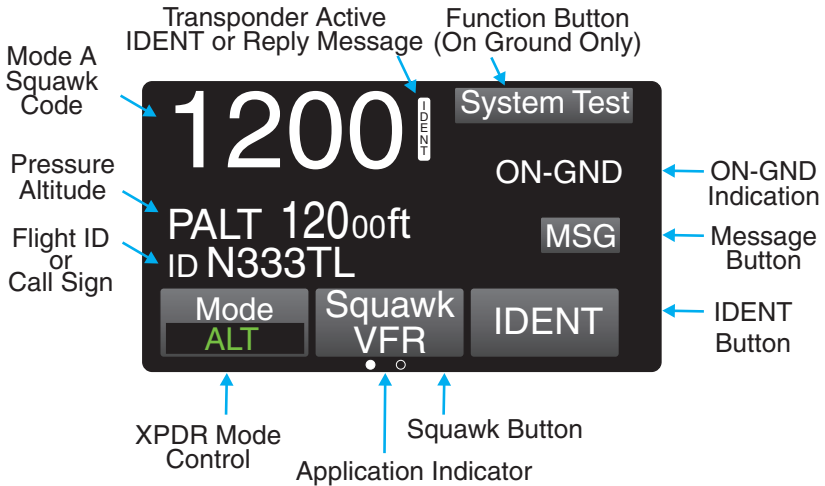 Transponder Active
IDENT or Reply Message
Function Button
(On Ground Only)
Mode A
Squawk
Code
1200
IDENT
System Test
Pressure
Altitude
ON-GND
ON-GND
Indication
PALT 12000ft
MSG
Message
Button
Flight ID
or
Call Sign
ID N333TL
Mode
ALT
Squawk
VFR
IDENT
IDENT
Button
XPDR Mode
Control
Application Indicator
Squawk Button